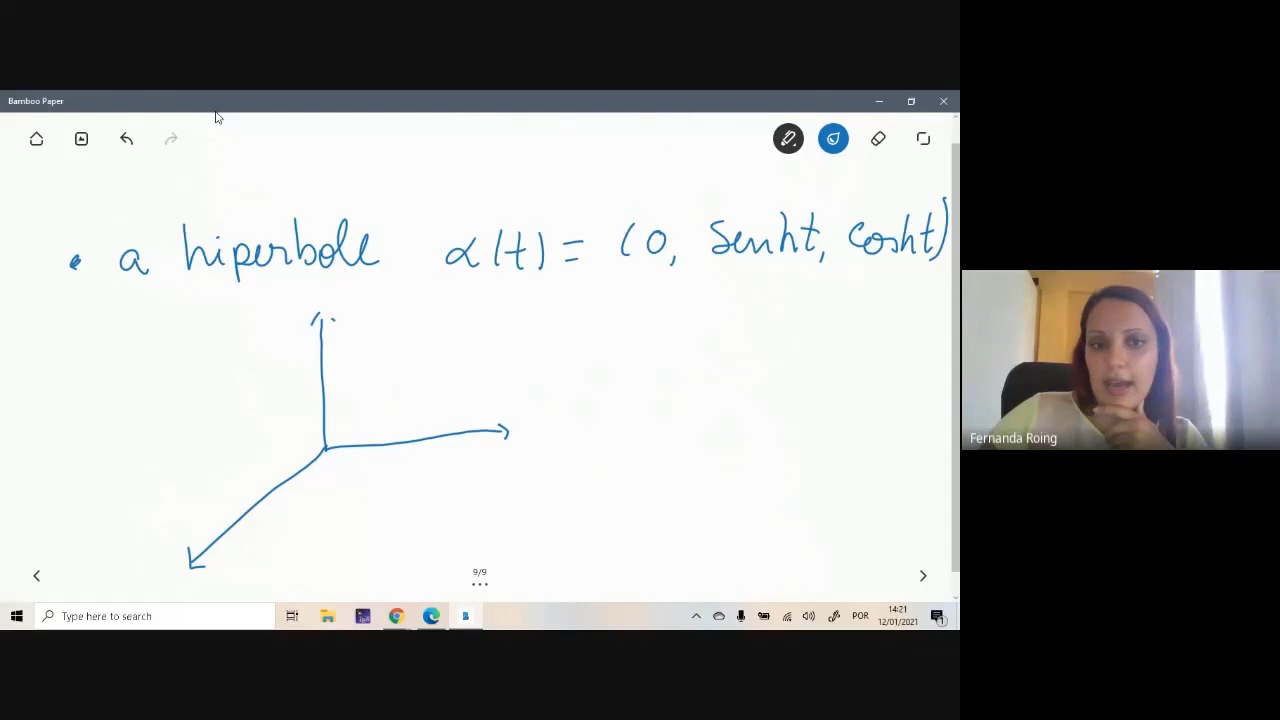 Bamboo Paper
• a hiperbole α(t) = (0, senht, cosht)
Fernanda Roing
9/9
Type here to search
POR
14:21
12/01/2021
1